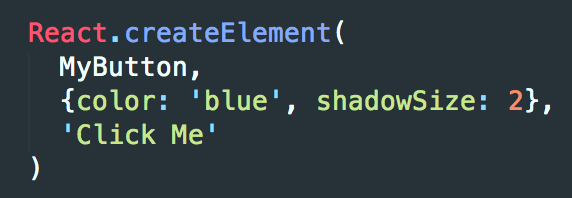 React.createElement(
  MyButton,
  {color: 'blue', shadowSize: 2},
  'Click Me'
)